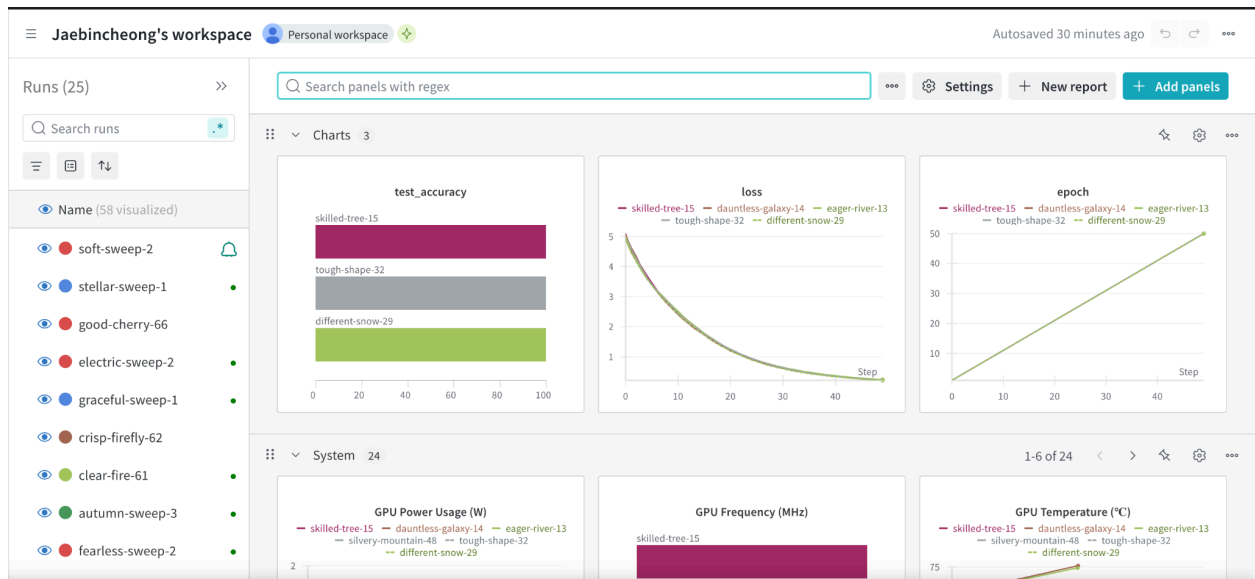 Jaebincheong's workspace Personal workspace Autosaved 30 minutes ago
Runs (25)
Search runs
.*
Name (58 visualized)
soft-sweep-2
stellar-sweep-1
good-cherry-66
electric-sweep-2
graceful-sweep-1
crisp-firefly-62
clear-fire-61
autumn-sweep-3
fearless-sweep-2
Search panels with regex Settings New report Add panels
Charts 3
test_accuracy
skilled-tree-15
tough-shape-32
different-snow-29
0 20 40 60 80 100
loss
skilled-tree-15 dauntless-galaxy-14 eager-river-13
tough-shape-32 different-snow-29
5
4
3
2
1
Step
0 10 20 30 40
epoch
skilled-tree-15 dauntless-galaxy-14 eager-river-13
tough-shape-32 different-snow-29
50
40
30
20
10
Step
0 10 20 30 40
System 24 1-6 of 24
GPU Power Usage (W)
skilled-tree-15 dauntless-galaxy-14 eager-river-13
silvery-mountain-48 tough-shape-32
different-snow-29
2
GPU Frequency (MHz)
skilled-tree-15
GPU Temperature (℃)
skilled-tree-15 dauntless-galaxy-14 eager-river-13
silvery-mountain-48 tough-shape-32
different-snow-29
75